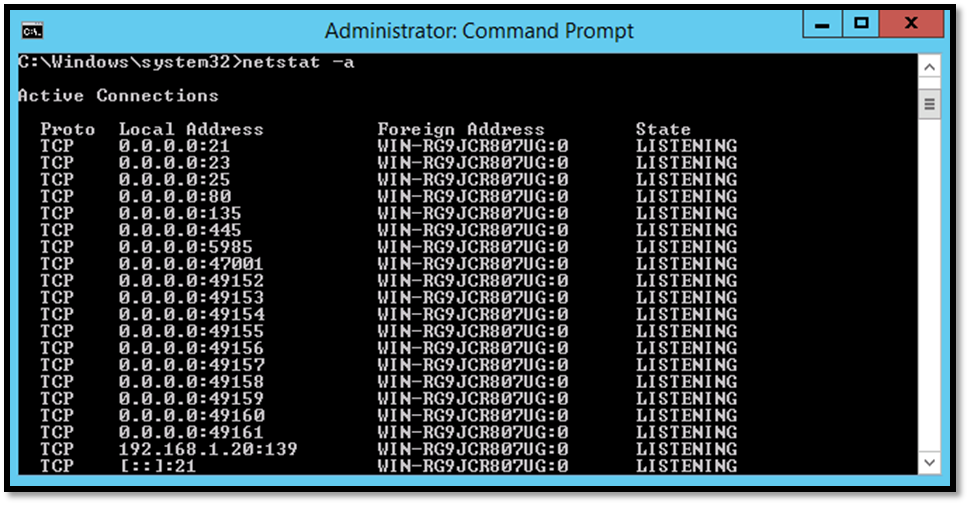 Administrator: Command Prompt
C:\Windows\system32>netstat -a
Active Connections
Proto Local Address Foreign Address State
TCP 0.0.0.0:21 WIN-RG9JCR807UG:0 LISTENING
TCP 0.0.0.0:23 WIN-RG9JCR807UG:0 LISTENING
TCP 0.0.0.0:25 WIN-RG9JCR807UG:0 LISTENING
TCP 0.0.0.0:80 WIN-RG9JCR807UG:0 LISTENING
TCP 0.0.0.0:135 WIN-RG9JCR807UG:0 LISTENING
TCP 0.0.0.0:445 WIN-RG9JCR807UG:0 LISTENING
TCP 0.0.0.0:5985 WIN-RG9JCR807UG:0 LISTENING
TCP 0.0.0.0:47001 WIN-RG9JCR807UG:0 LISTENING
TCP 0.0.0.0:49152 WIN-RG9JCR807UG:0 LISTENING
TCP 0.0.0.0:49153 WIN-RG9JCR807UG:0 LISTENING
TCP 0.0.0.0:49154 WIN-RG9JCR807UG:0 LISTENING
TCP 0.0.0.0:49155 WIN-RG9JCR807UG:0 LISTENING
TCP 0.0.0.0:49156 WIN-RG9JCR807UG:0 LISTENING
TCP 0.0.0.0:49157 WIN-RG9JCR807UG:0 LISTENING
TCP 0.0.0.0:49158 WIN-RG9JCR807UG:0 LISTENING
TCP 0.0.0.0:49159 WIN-RG9JCR807UG:0 LISTENING
TCP 0.0.0.0:49160 WIN-RG9JCR807UG:0 LISTENING
TCP 0.0.0.0:49161 WIN-RG9JCR807UG:0 LISTENING
TCP 192.168.1.20:139 WIN-RG9JCR807UG:0 LISTENING
TCP [::]:21 WIN-RG9JCR807UG:0 LISTENING